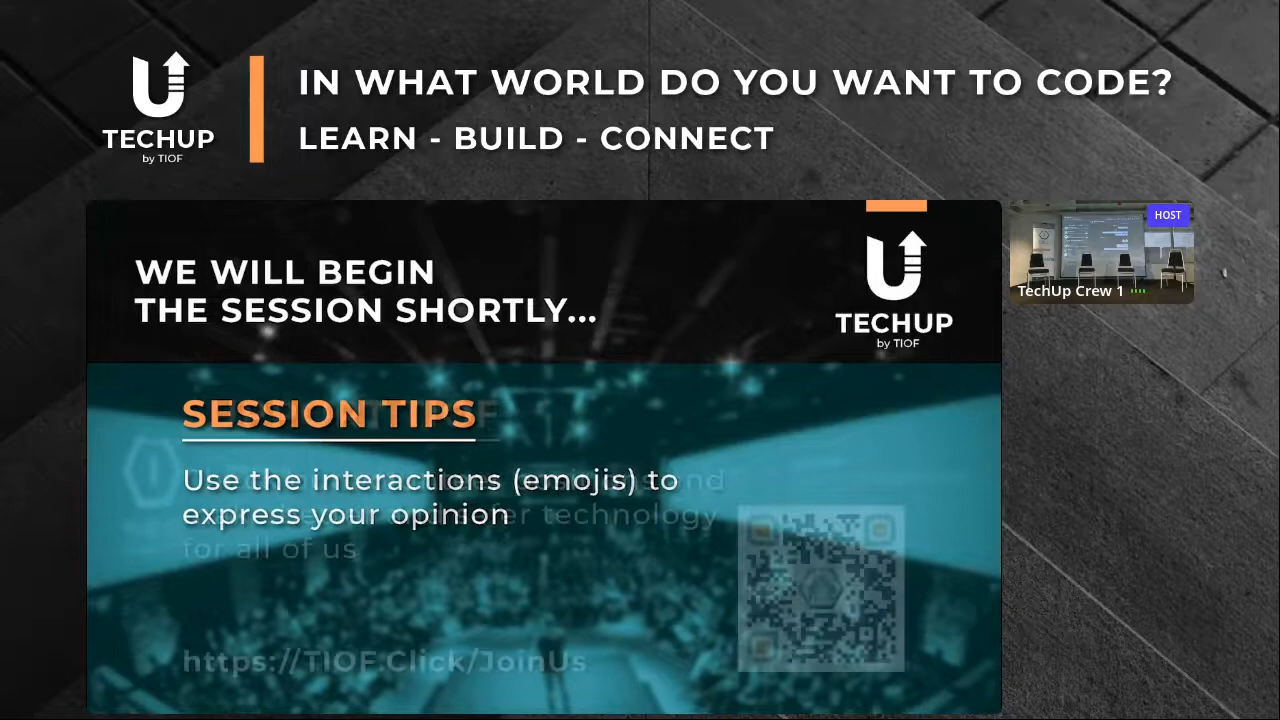 TECHUP
by TIOF
IN WHAT WORLD DO YOU WANT TO CODE?
LEARN - BUILD - CONNECT
WE WILL BEGIN
THE SESSION SHORTLY...
TECHUP
by TIOF
HOST
TechUp Crew 1
SESSION TIPS
Use the interactions (emojis) to
express your opinion
technology
for all of us
https://TIOF.Click/JoinUs